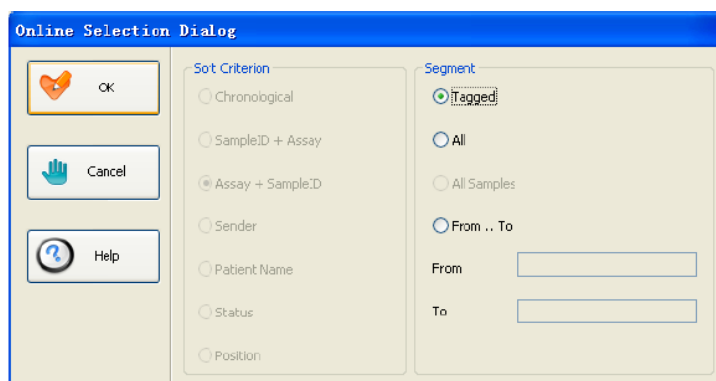 Online Selection Dialog
OK
Cancel
Help
Sort Criterion
Chronological
SampleID + Assay
Assay + SampleID
Sender
Patient Name
Status
Position
Segment
Tagged
All
All Samples
From .. To
From
To